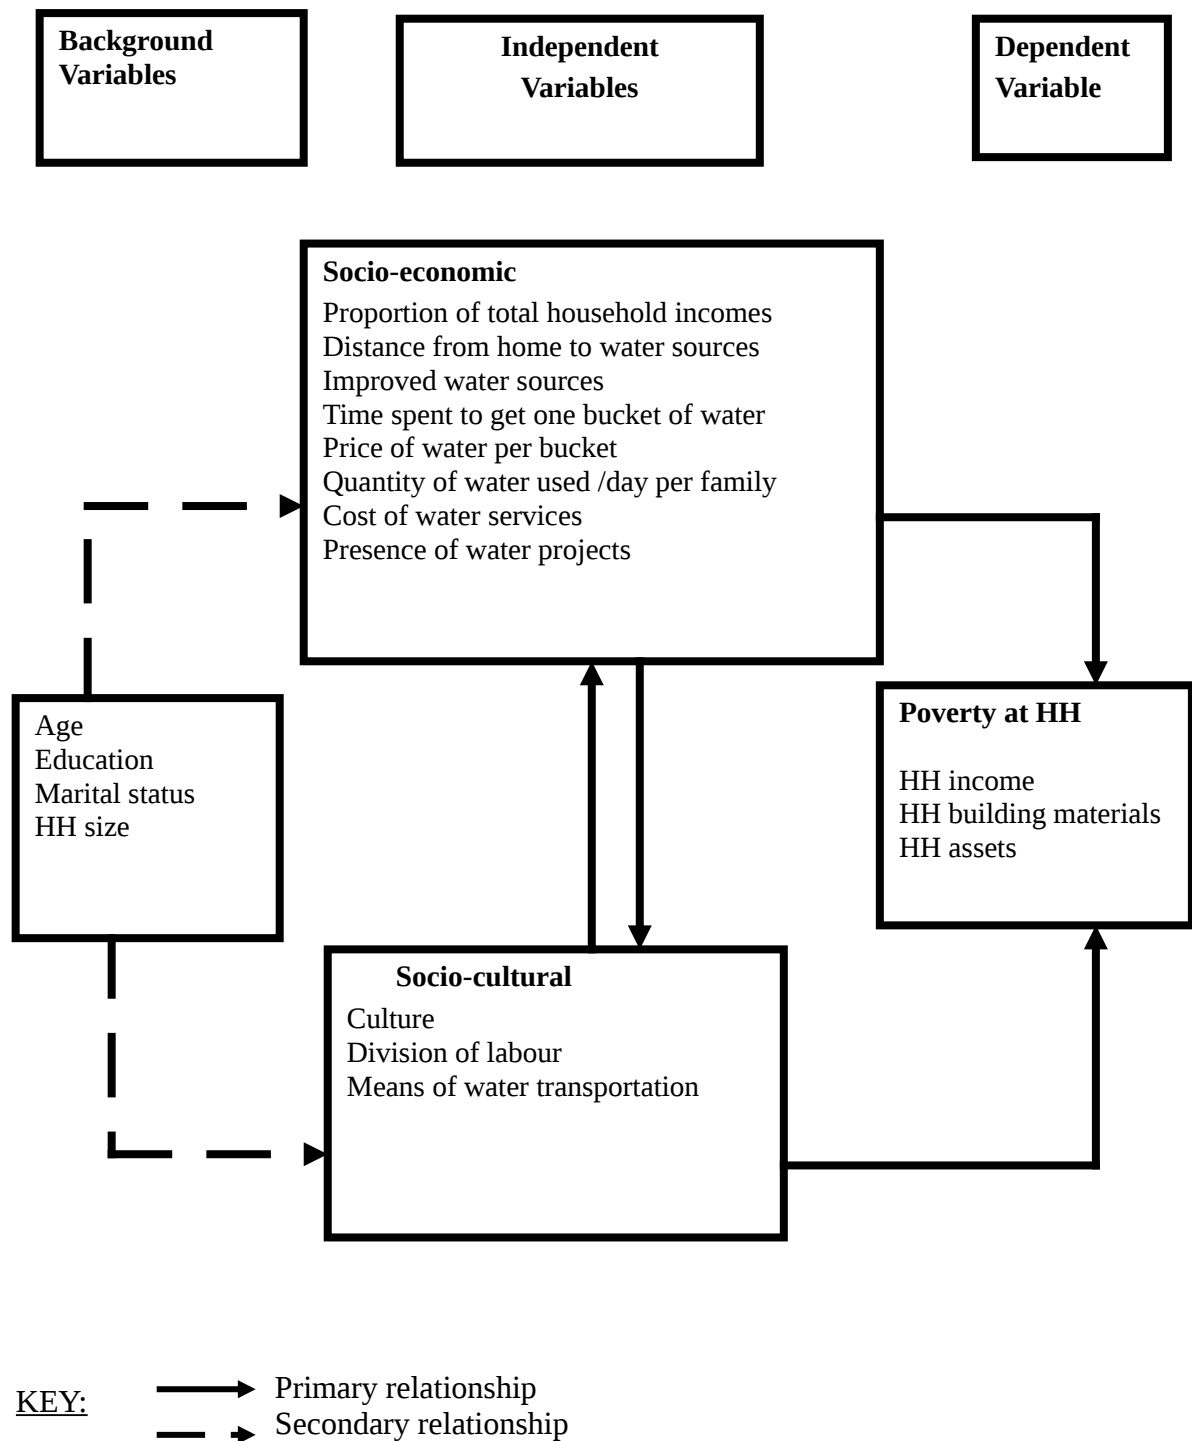 Background
Variables
Independent
Variables
Dependent
Variable
Socio-economic
Proportion of total household incomes
Distance from home to water sources
Improved water sources
Time spent to get one bucket of water
Price of water per bucket
Quantity of water used /day per family
Cost of water services
Presence of water projects
Age
Education
Marital status
HH size
Poverty at HH
HH income
HH building materials
HH assets
Socio-cultural
Culture
Division of labour
Means of water transportation
KEY:
Primary relationship
Secondary relationship